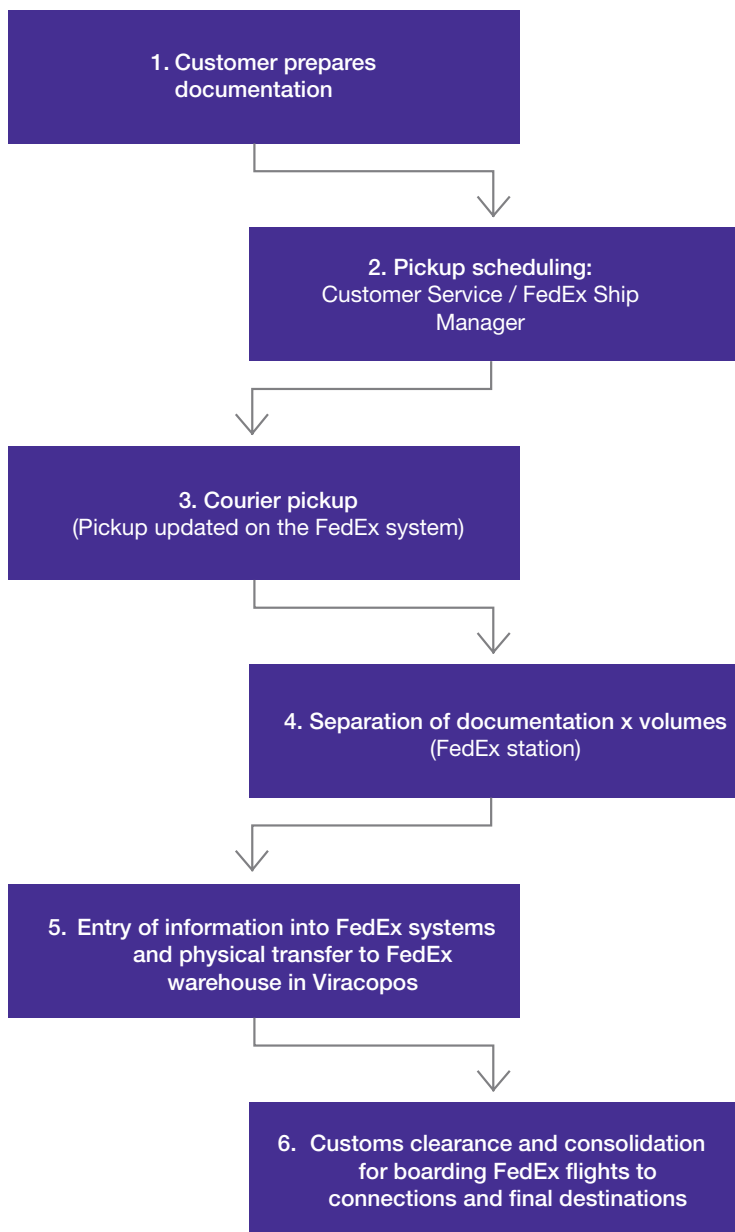 1. Customer prepares
documentation
2. Pickup scheduling:
Customer Service / FedEx Ship
Manager
3. Courier pickup
(Pickup updated on the FedEx system)
4. Separation of documentation x volumes
(FedEx station)
5. Entry of information into FedEx systems
and physical transfer to FedEx
warehouse in Viracopos
6. Customs clearance and consolidation
for boarding FedEx flights to
connections and final destinations